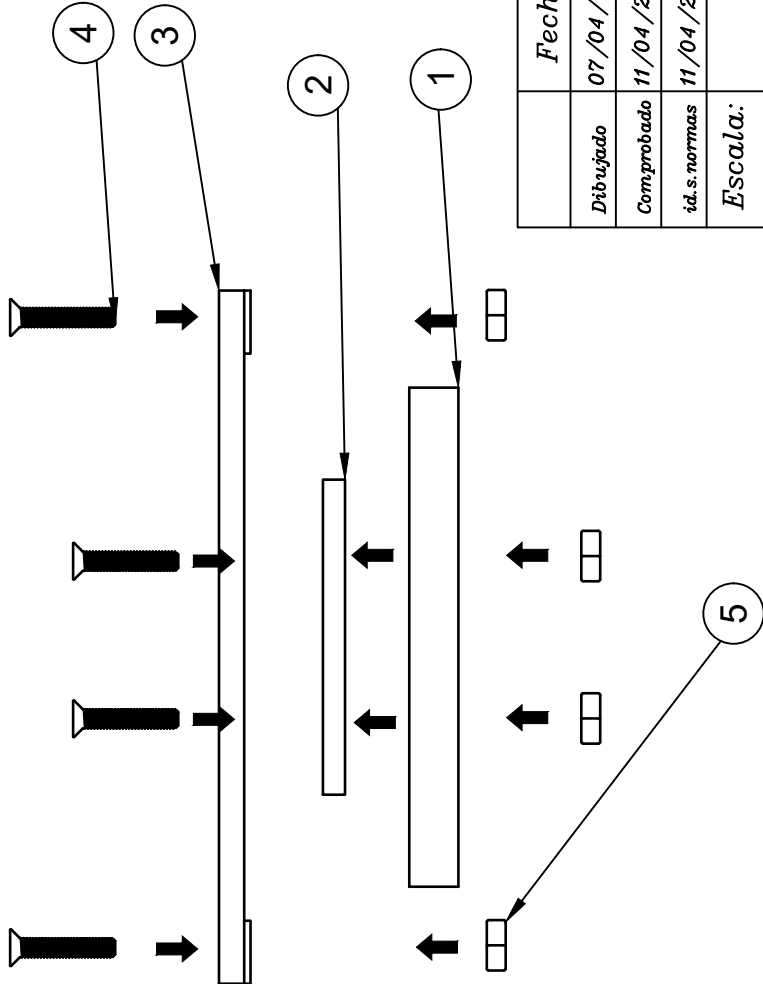 4
3
2
1
5
Fech
Dibujado 07/04/
Comprobado 11/04/2
id.s.normas 11/04/2
Escala: